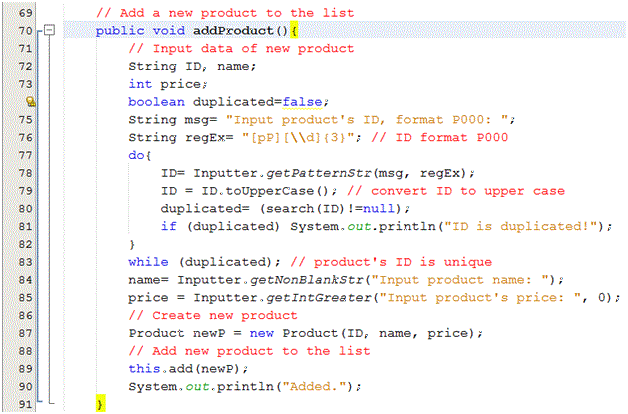 69 // Add a new product to the list
70 public void addProduct(){
71 // Input data of new product
72 String ID, name;
73 int price;
boolean duplicated=false;
75 String msg= "Input product's ID, format P000: ";
76 String regEx= "[pP][\\d]{3}"; // ID format P000
77 do{
78 ID= Inputter.getPatternStr(msg, regEx);
79 ID = ID.toUpperCase(); // convert ID to upper case
80 duplicated= (search(ID)!=null);
81 if (duplicated) System.out.println("ID is duplicated!");
82 }
83 while (duplicated); // product's ID is unique
84 name= Inputter.getNonBlankStr("Input product name: ");
85 price = Inputter.getIntGreater("Input product's price: ", 0);
86 // Create new product
87 Product newP = new Product(ID, name, price);
88 // Add new product to the list
89 this.add(newP);
90 System.out.println("Added.");
91 }